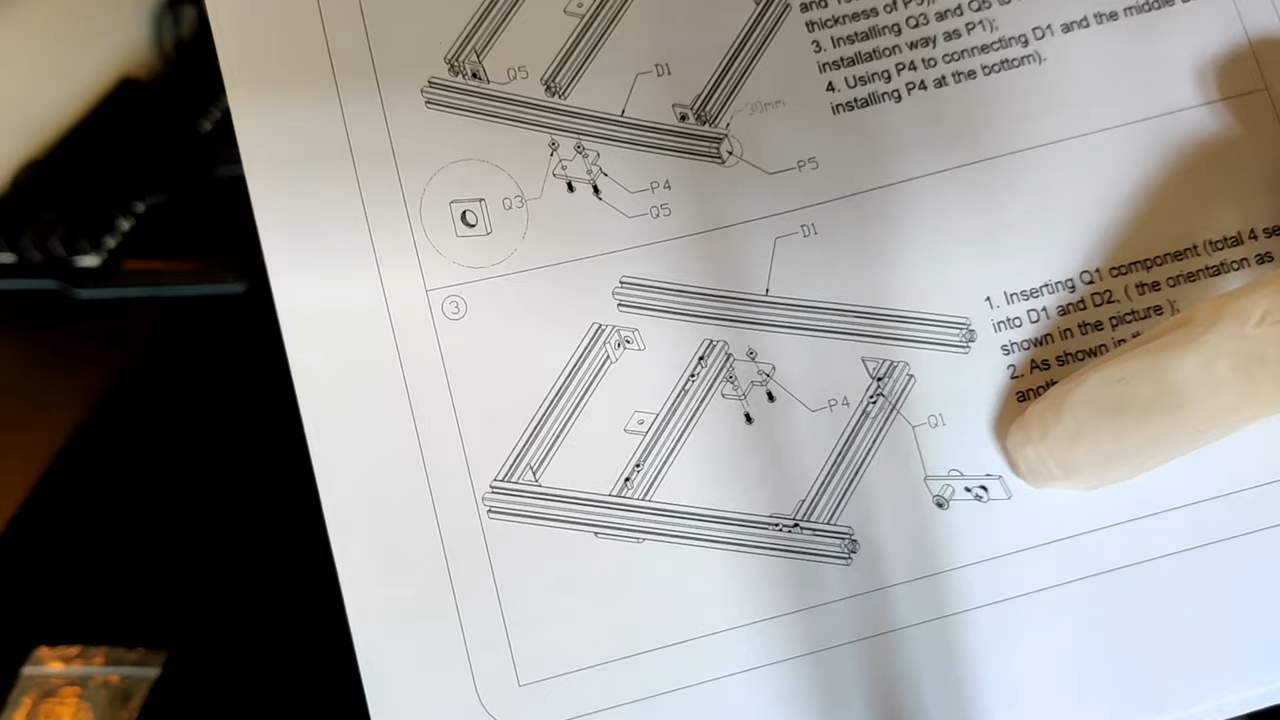 thickness of P5);
3. Installing Q3 and Q5 to
installation way as P1);
4. Using P4 to connecting D1 and the middle
installing P4 at the bottom).
Q5
D1
30mm
P5
Q3
P4
Q5
3
D1
P4
Q1
1. Inserting Q1 component (total 4 se
into D1 and D2, ( the orientation as
shown in the picture );
2. As shown in